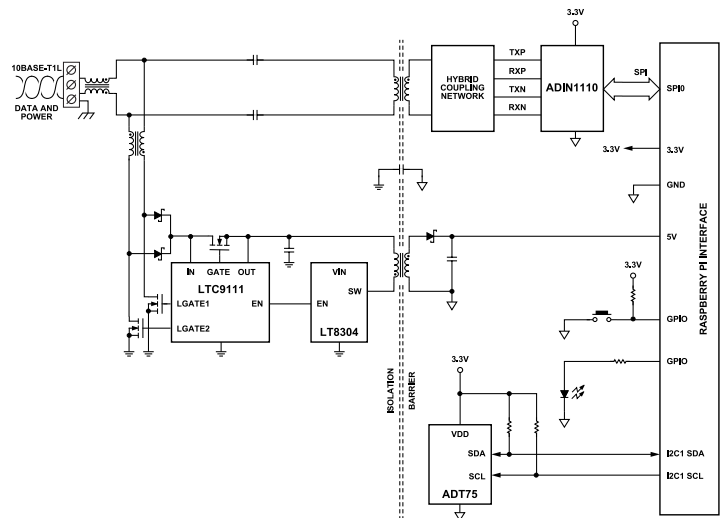 3.3V
10BASE-T1L
DATA AND
POWER
HYBRID
COUPLING
NETWORK
TXP
RXP
TXN
RXN
ADIN1110
SPI
SPI0
3.3V
3.3V
GND
5V
IN
GATE
OUT
LTC9111
LGATE1
LGATE2
EN
VIN
SW
EN
LT8304
3.3V
GPIO
GPIO
RASPBERRY PI INTERFACE
ISOLATION
BARRIER
3.3V
VDD
SDA
SCL
ADT75
I2C1 SDA
I2C1 SCL